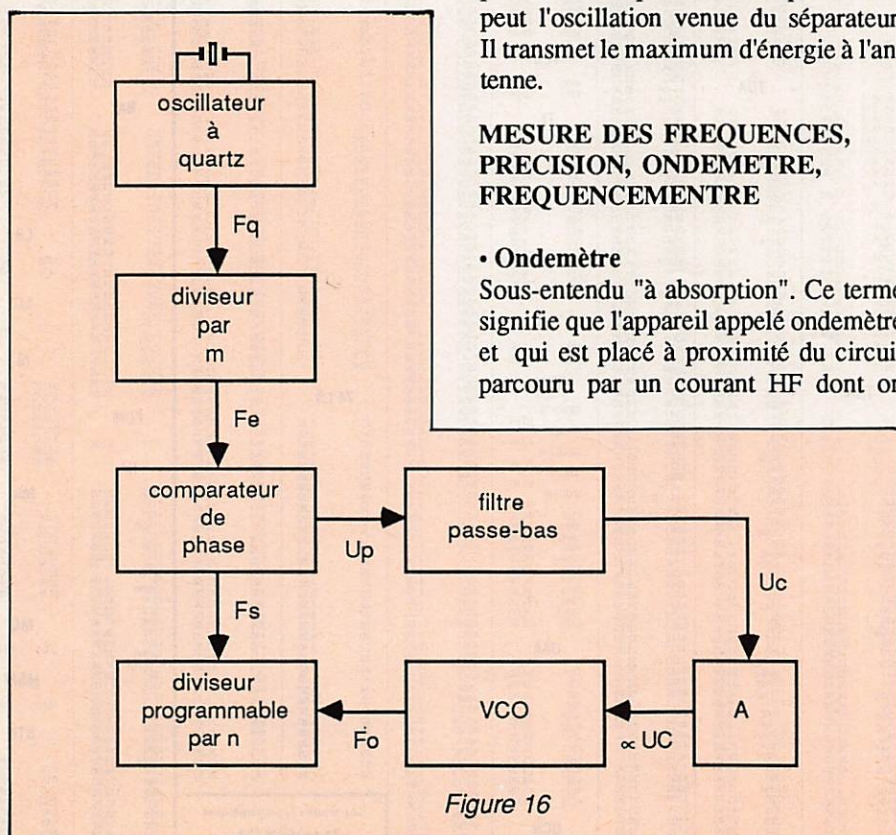 peut l'oscillation venue du séparateur
Il transmet le maximum d'énergie à l'an
tenne.
MESURE DES FREQUENCES,
PRECISION, ONDEMETRE,
FREQUENCEMENTRE
• Ondemètre
Sous-entendu "à absorption". Ce terme
signifie que l'appareil appelé ondemètre
et qui est placé à proximité du circui
parcouru par un courant HF dont on
oscillateur
à
quartz
Fq
diviseur
par
m
Fe
comparateur
de
phase
Up
filtre
passe-bas
Uc
Fs
diviseur
programmable
par n
Fo
VCO
∝ UC
A
Figure 16